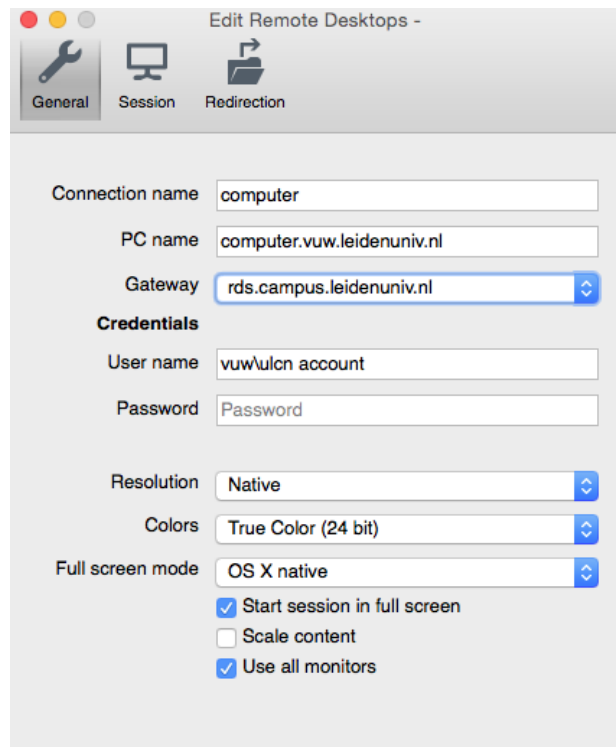 Edit Remote Desktops -
General Session Redirection
Connection name computer
PC name computer.vuw.leidenuniv.nl
Gateway rds.campus.leidenuniv.nl
Credentials
User name vuw\ulcn account
Password Password
Resolution Native
Colors True Color (24 bit)
Full screen mode OS X native
Start session in full screen
Scale content
Use all monitors